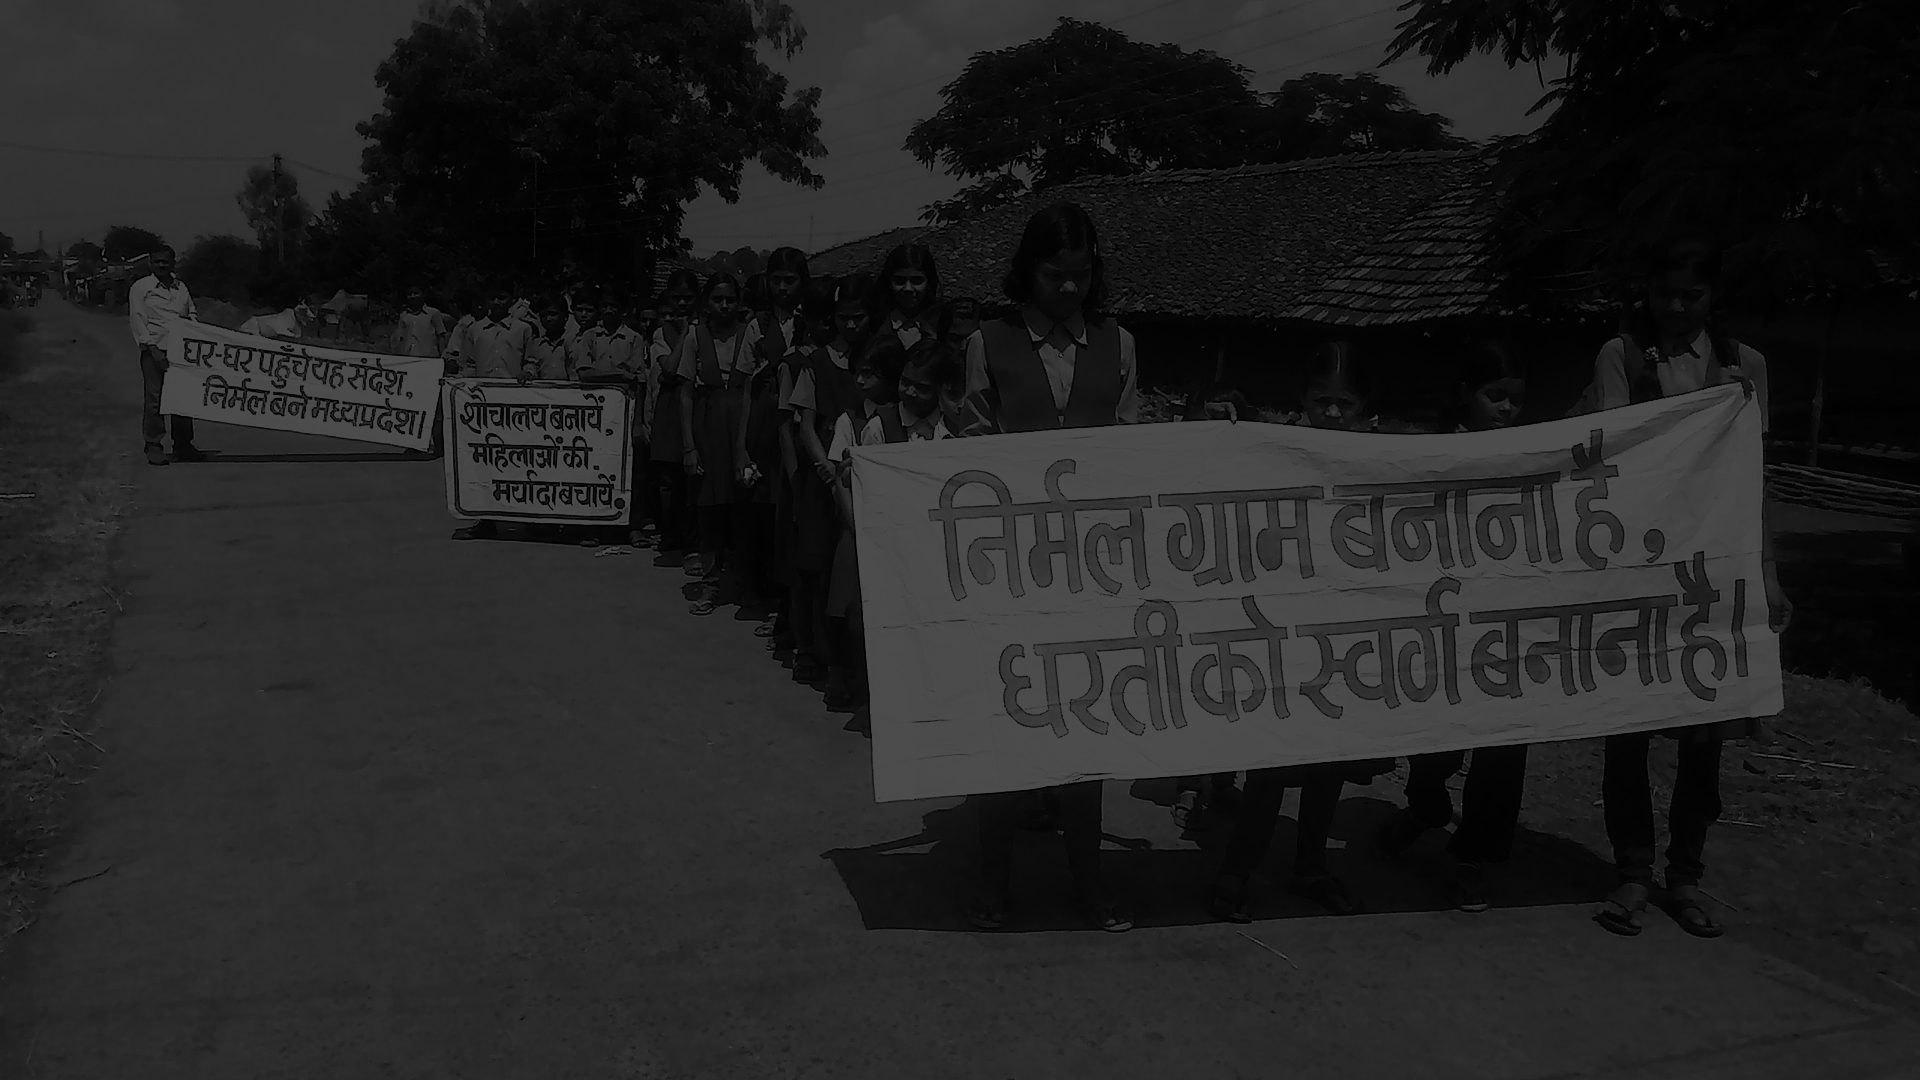 घर-घर पहुँचे यह संदेश,
निर्मल बने मध्यप्रदेश।
शौचालय बनायें,
महिलाओं की
मर्यादा बचायें।
निर्मल ग्राम बनाना है,
धरती को स्वर्ग बनाना है।